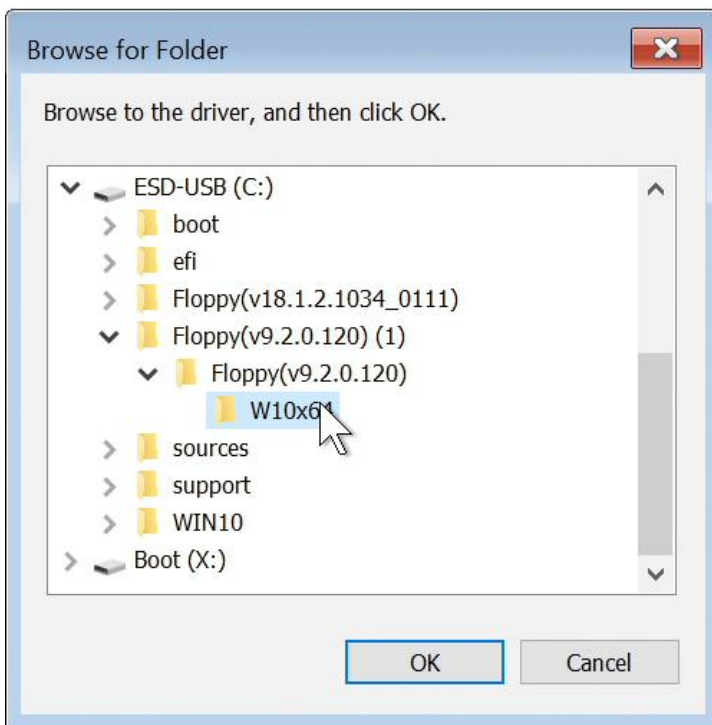 Browse for Folder
Browse to the driver, and then click OK.
ESD-USB (C:)
boot
efi
Floppy(v18.1.2.1034_0111)
Floppy(v9.2.0.120) (1)
Floppy(v9.2.0.120)
W10x64
sources
support
WIN10
Boot (X:)
OK Cancel